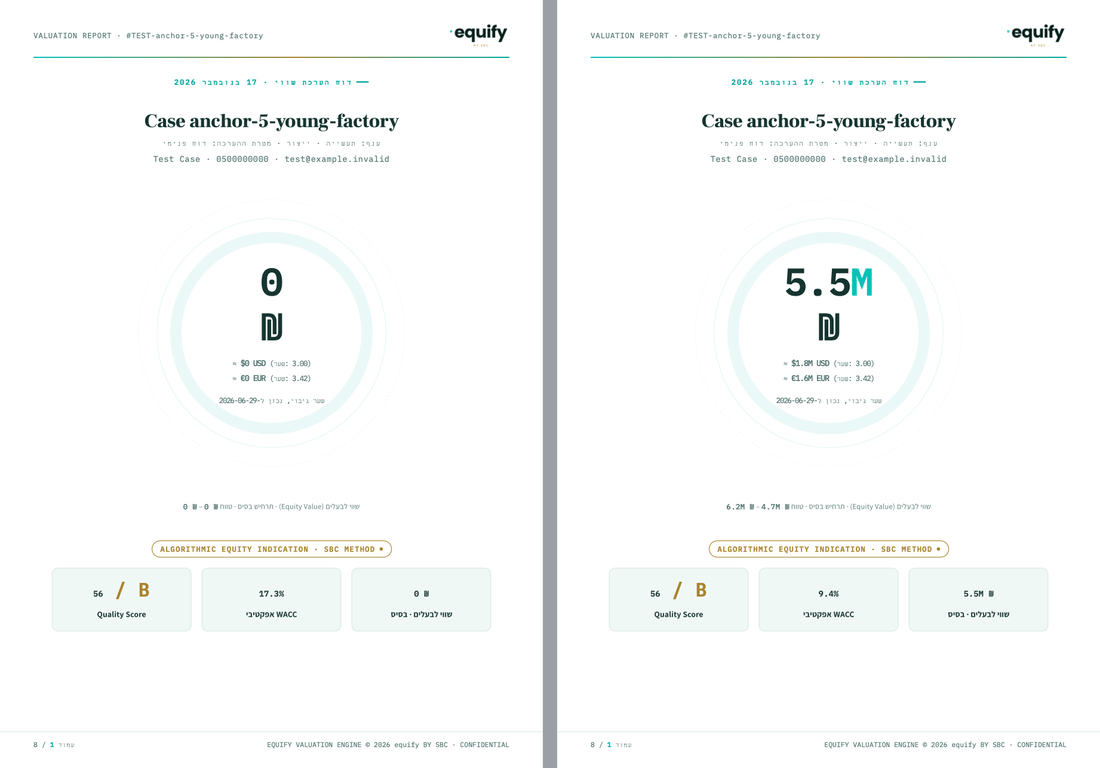 VALUATION REPORT · #TEST-anchor-5-young-factory
equify
BY SBC
דוח הערכת שווי · 17 בנובמבר 2026
Case anchor-5-young-factory
ענף: תעשייה · ייצור · מטרת ההערכה: דוח פנימי
Test Case · 0500000000 · test@example.invalid
0
₪
≈ $0 USD (שער: 3.00)
≈ €0 EUR (שער: 3.42)
שער גיבוי, נכון ל-2026-06-29
שווי לבעלים (Equity Value) · תרחיש בסיס · טווח ₪ 0 – ₪ 0
ALGORITHMIC EQUITY INDICATION · SBC METHOD
56 / B
Quality Score
17.3%
WACC אפקטיבי
0 ₪
שווי לבעלים · בסיס
עמוד 1 / 8
EQUIFY VALUATION ENGINE © 2026 equify BY SBC · CONFIDENTIAL
VALUATION REPORT · #TEST-anchor-5-young-factory
equify
BY SBC
דוח הערכת שווי · 17 בנובמבר 2026
Case anchor-5-young-factory
ענף: תעשייה · ייצור · מטרת ההערכה: דוח פנימי
Test Case · 0500000000 · test@example.invalid
5.5M
₪
≈ $1.8M USD (שער: 3.00)
≈ €1.6M EUR (שער: 3.42)
שער גיבוי, נכון ל-2026-06-29
שווי לבעלים (Equity Value) · תרחיש בסיס · טווח ₪ 4.7M – ₪ 6.2M
ALGORITHMIC EQUITY INDICATION · SBC METHOD
56 / B
Quality Score
9.4%
WACC אפקטיבי
5.5M ₪
שווי לבעלים · בסיס
עמוד 1 / 8
EQUIFY VALUATION ENGINE © 2026 equify BY SBC · CONFIDENTIAL